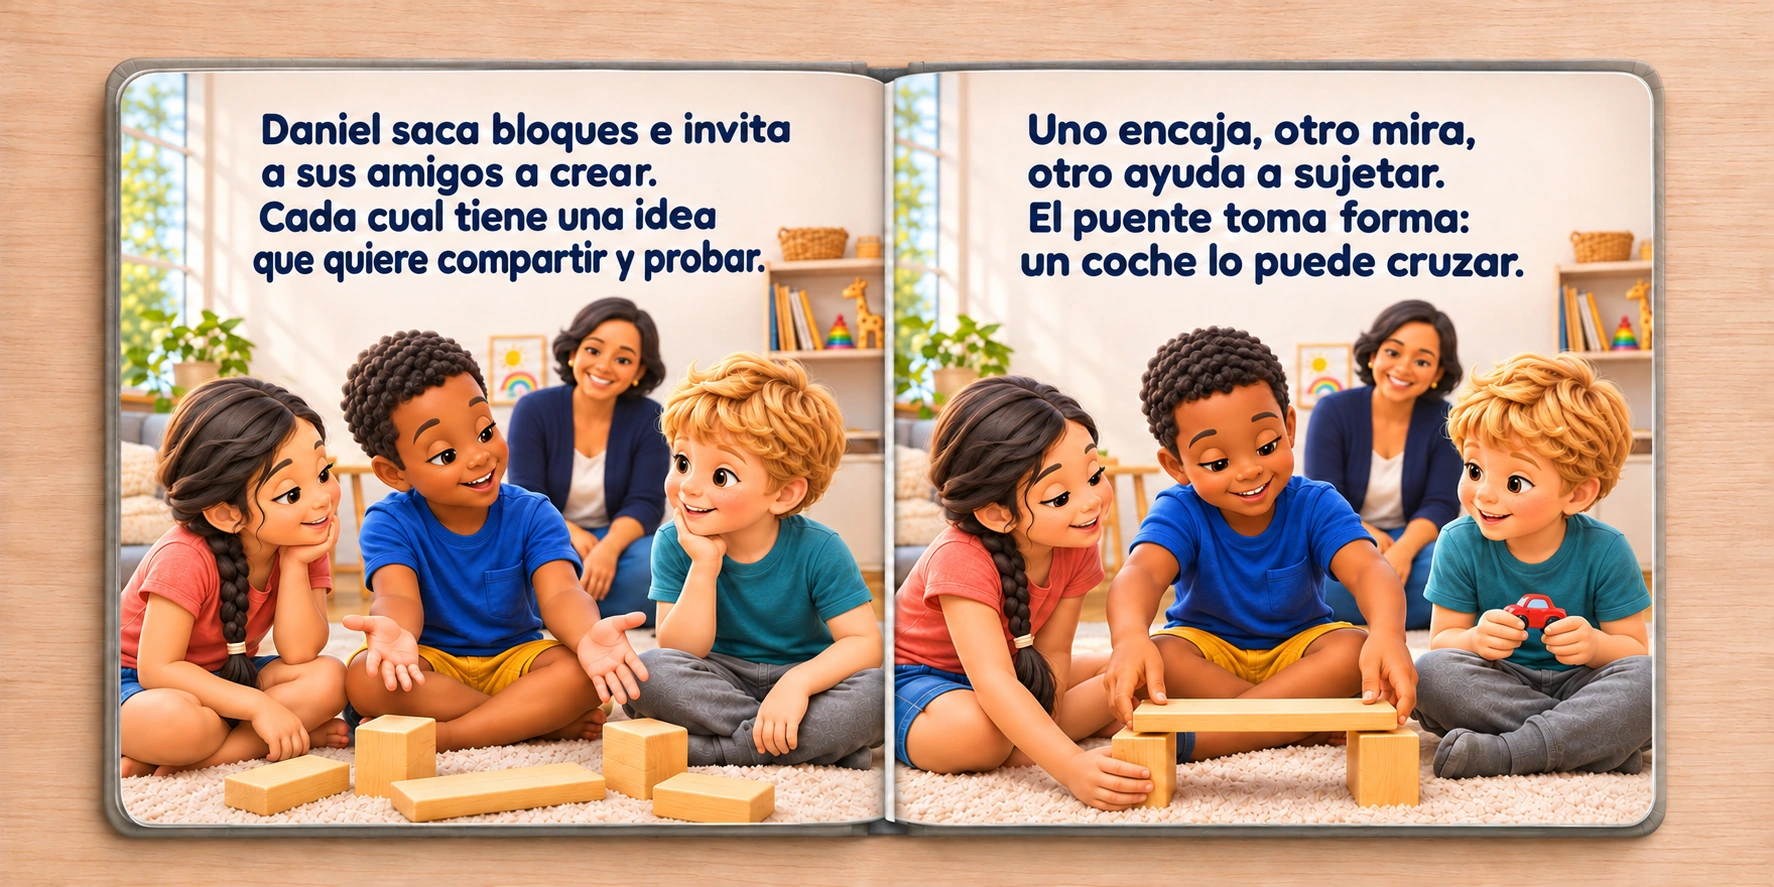 Daniel saca bloques e invita
a sus amigos a crear.
Cada cual tiene una idea
que quiere compartir y probar.
Uno encaja, otro mira,
otro ayuda a sujetar.
El puente toma forma:
un coche lo puede cruzar.